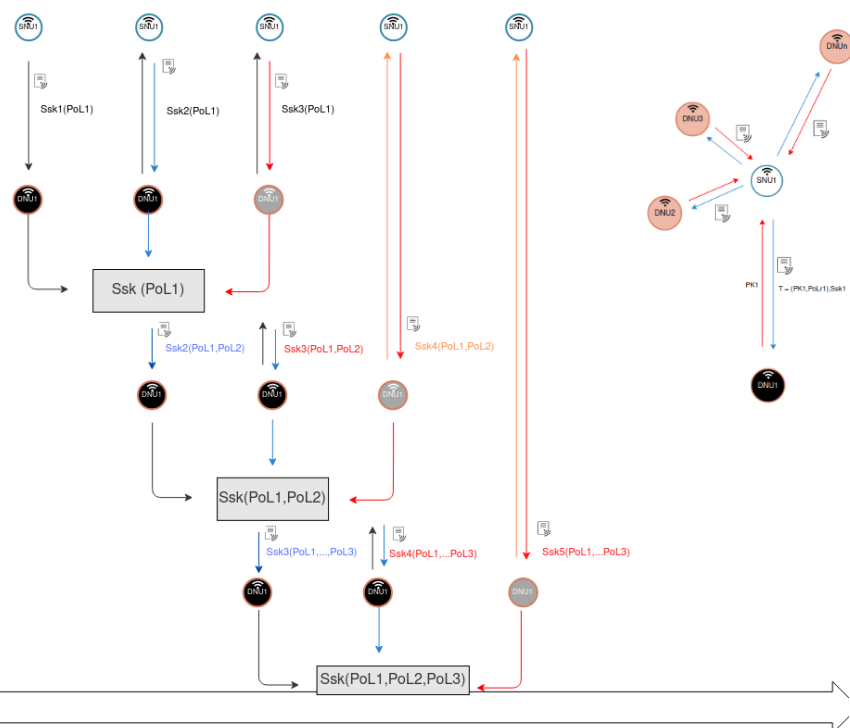 SNU1
SNU1
SNU1
SNU1
SNU1
DNUn
Ssk1(PoL1)
Ssk2(PoL1)
Ssk3(PoL1)
DNU3
SNU1
DNU1
DNU1
DNU1
DNU2
Ssk (PoL1)
PK1
T = (PK1,PoLr1),Ssk1
Ssk2(PoL1,PoL2)
Ssk3(PoL1,PoL2)
Ssk4(PoL1,PoL2)
DNU1
DNU1
DNU1
DNU1
Ssk(PoL1,PoL2)
Ssk3(PoL1,...,PoL3)
Ssk4(PoL1,...PoL3)
Ssk5(PoL1,...PoL3)
DNU1
DNU1
DNU1
Ssk(PoL1,PoL2,PoL3)